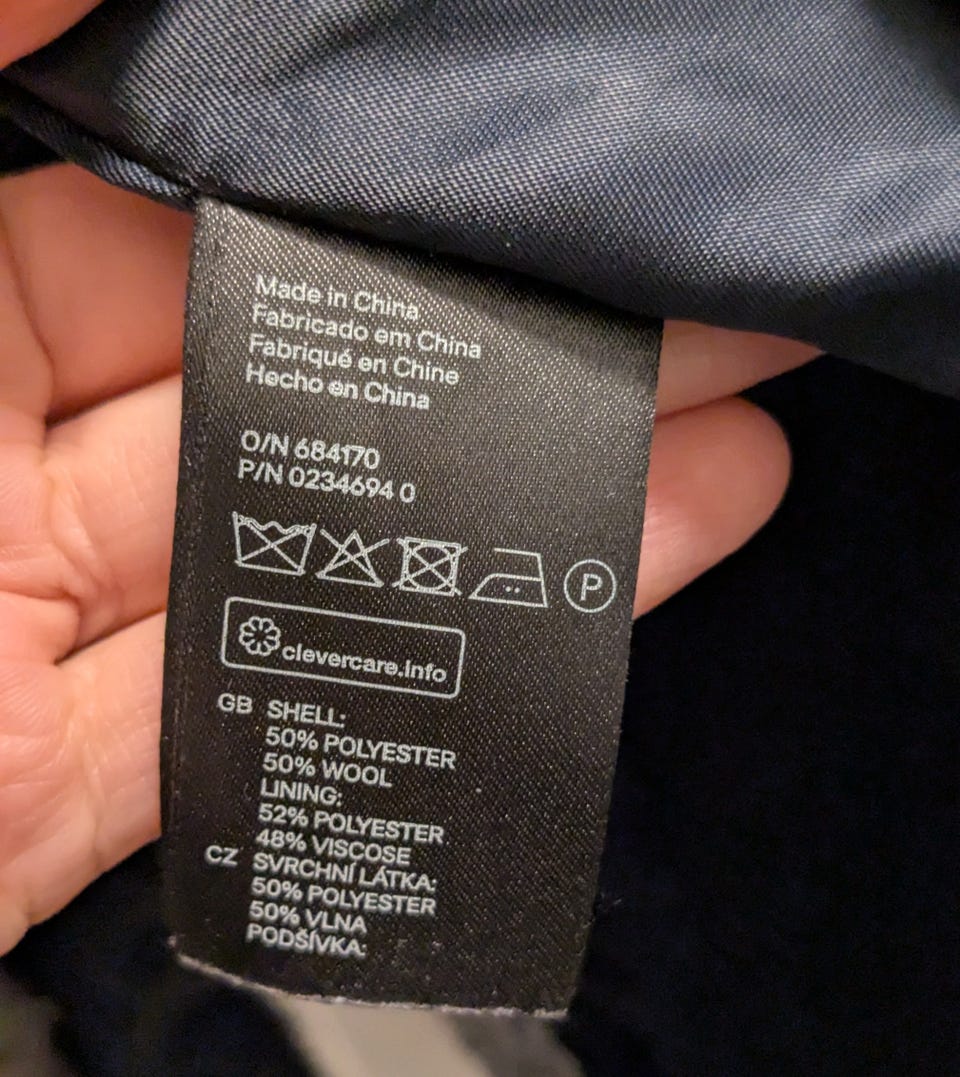 Made in China
Fabricado em China
Fabriqué en Chine
Hecho en China
O/N 684170
P/N 0234694 0
P
clevercare.info
GB SHELL:
50% POLYESTER
50% WOOL
LINING:
52% POLYESTER
48% VISCOSE
CZ SVRCHNÍ LÁTKA:
50% POLYESTER
50% VLNA
PODŠÍVKA: